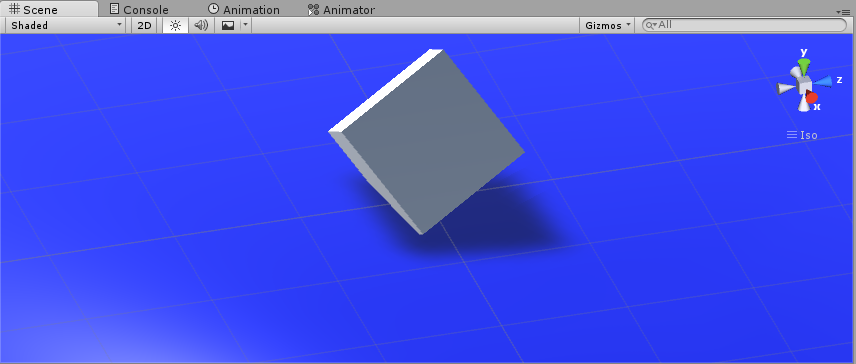 Scene Console Animation Animator
Shaded 2D Gizmos All
y
z
x
Iso